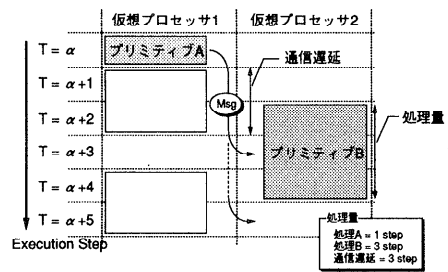 仮想プロセッサ1
仮想プロセッサ2
T = α
プリミティブA
通信遅延
T = α+1
Msg
T = α+2
処理量
T = α+3
プリミティブB
T = α+4
T = α+5
Execution Step
処理量
処理A = 1 step
処理B = 3 step
通信遅延 = 3 step